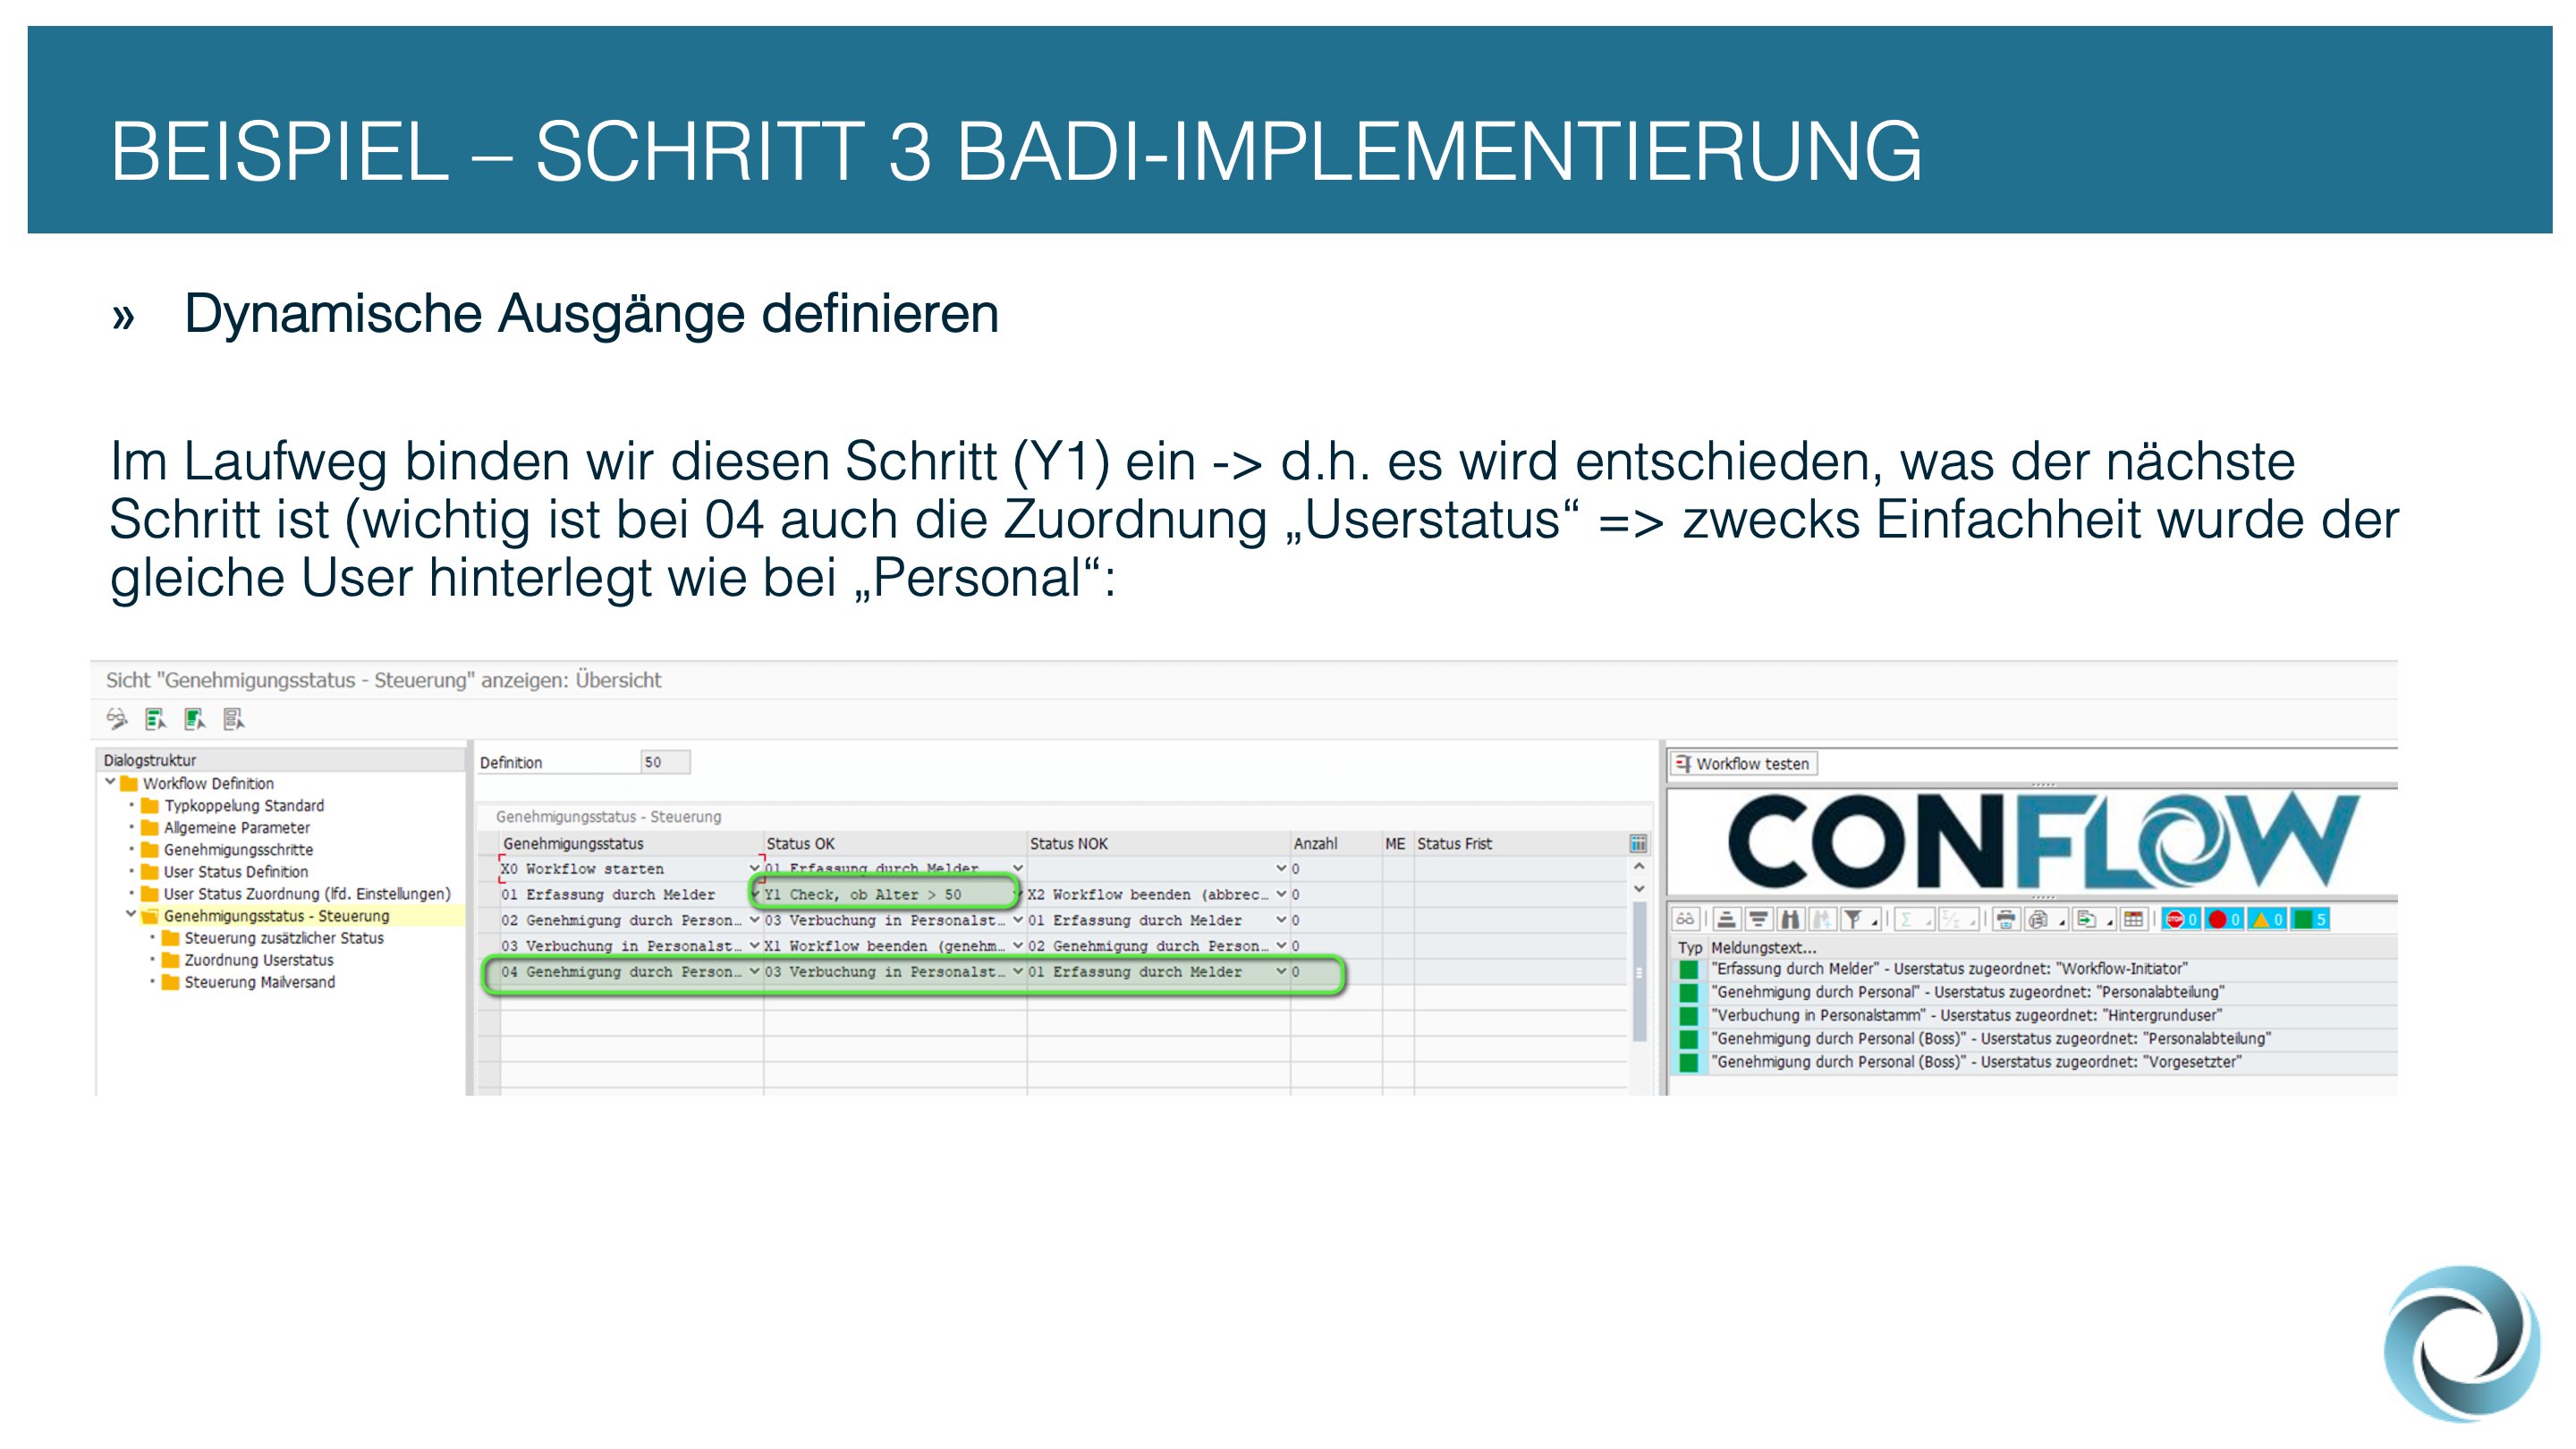 BEISPIEL – SCHRITT 3 BADI-IMPLEMENTIERUNG
» Dynamische Ausgänge definieren
Im Laufweg binden wir diesen Schritt (Y1) ein -> d.h. es wird entschieden, was der nächste
Schritt ist (wichtig ist bei 04 auch die Zuordnung „Userstatus“ => zwecks Einfachheit wurde der
gleiche User hinterlegt wie bei „Personal“:
Sicht "Genehmigungsstatus - Steuerung" anzeigen: Übersicht
Dialogstruktur
Workflow Definition
Typkoppelung Standard
Allgemeine Parameter
Genehmigungsschritte
User Status Definition
User Status Zuordnung (lfd. Einstellungen)
Genehmigungsstatus - Steuerung
Steuerung zusätzlicher Status
Zuordnung Userstatus
Steuerung Mailversand
Definition 50
Genehmigungsstatus - Steuerung
Genehmigungsstatus Status OK Status NOK Anzahl ME Status Frist
X0 Workflow starten 01 Erfassung durch Melder 0
01 Erfassung durch Melder Y1 Check, ob Alter > 50 X2 Workflow beenden (abbrec… 0
02 Genehmigung durch Person… 03 Verbuchung in Personalst… 01 Erfassung durch Melder 0
03 Verbuchung in Personalst… X1 Workflow beenden (genehm… 02 Genehmigung durch Person… 0
04 Genehmigung durch Person… 03 Verbuchung in Personalst… 01 Erfassung durch Melder 0
Workflow testen
CONFLOW
STOP 0 0 0 5
Typ Meldungstext...
"Erfassung durch Melder" - Userstatus zugeordnet: "Workflow-Initiator"
"Genehmigung durch Personal" - Userstatus zugeordnet: "Personalabteilung"
"Verbuchung in Personalstamm" - Userstatus zugeordnet: "Hintergrunduser"
"Genehmigung durch Personal (Boss)" - Userstatus zugeordnet: "Personalabteilung"
"Genehmigung durch Personal (Boss)" - Userstatus zugeordnet: "Vorgesetzter"